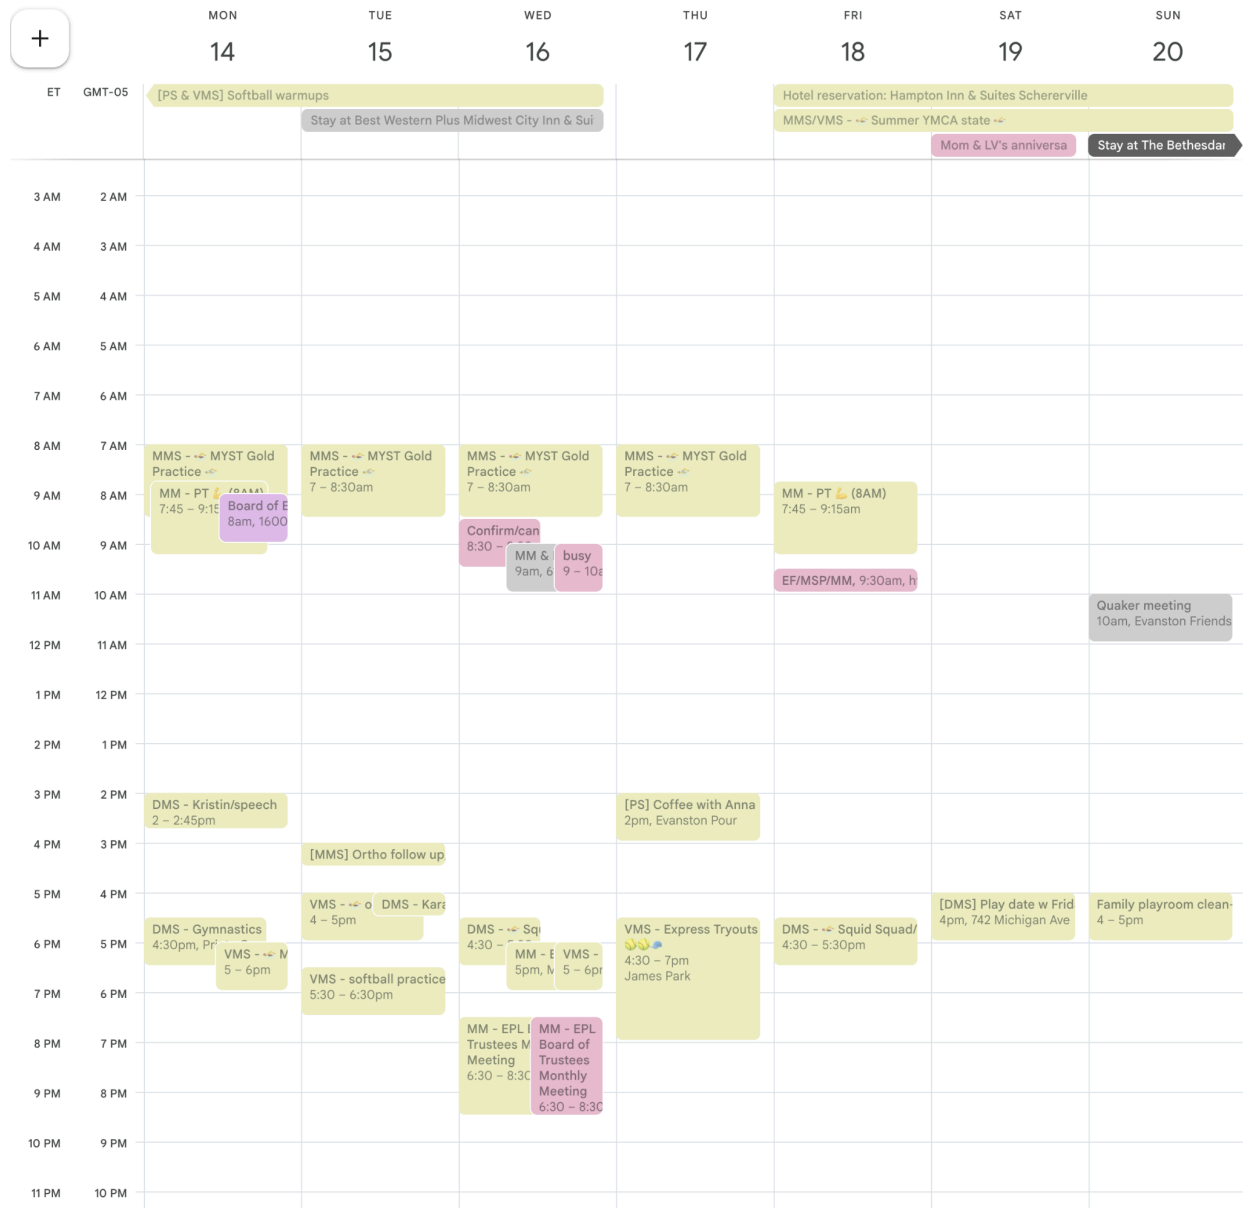 MON
TUE
WED
THU
FRI
SAT
SUN
+
14
15
16
17
18
19
20
ET
GMT-05
[PS & VMS] Softball warmups
Hotel reservation: Hampton Inn & Suites Schererville
Stay at Best Western Plus Midwest City Inn & Sui
MMS/VMS - Summer YMCA state
Mom & LV's anniversa
Stay at The Bethesdar
3 AM
2 AM
4 AM
3 AM
5 AM
4 AM
6 AM
5 AM
7 AM
6 AM
8 AM
7 AM
9 AM
8 AM
10 AM
9 AM
11 AM
10 AM
12 PM
11 AM
1 PM
12 PM
2 PM
1 PM
3 PM
2 PM
4 PM
3 PM
5 PM
4 PM
6 PM
5 PM
7 PM
6 PM
8 PM
7 PM
9 PM
8 PM
10 PM
9 PM
11 PM
10 PM
MMS - MYST Gold
Practice
MM - PT 💪 (8AM)
7:45 – 9:15
Board of E
8am, 1600
DMS - Kristin/speech
2 – 2:45pm
DMS - Gymnastics
4:30pm,
VMS - M
5 – 6pm
MMS - MYST Gold
Practice
7 – 8:30am
[MMS] Ortho follow up
VMS - o
4 – 5pm
DMS - Kara
VMS - softball practice
5:30 – 6:30pm
MMS - MYST Gold
Practice
7 – 8:30am
Confirm/can
8:30 –
MM &
9am, 6
busy
9 – 10a
DMS - Squ
4:30 –
MM - E
5pm, M
VMS -
5 – 6pm
MM - EPL
Trustees M
Meeting
6:30 – 8:30
MM - EPL
Board of
Trustees
Monthly
Meeting
6:30 – 8:30
MMS - MYST Gold
Practice
7 – 8:30am
[PS] Coffee with Anna
2pm, Evanston Pour
VMS - Express Tryouts
🥎🥎🧢
4:30 – 7pm
James Park
MM - PT 💪 (8AM)
7:45 – 9:15am
EF/MSP/MM, 9:30am, h
DMS - Squid Squad/
4:30 – 5:30pm
[DMS] Play date w Frid
4pm, 742 Michigan Ave
Quaker meeting
10am, Evanston Friends
Family playroom clean-
4 – 5pm